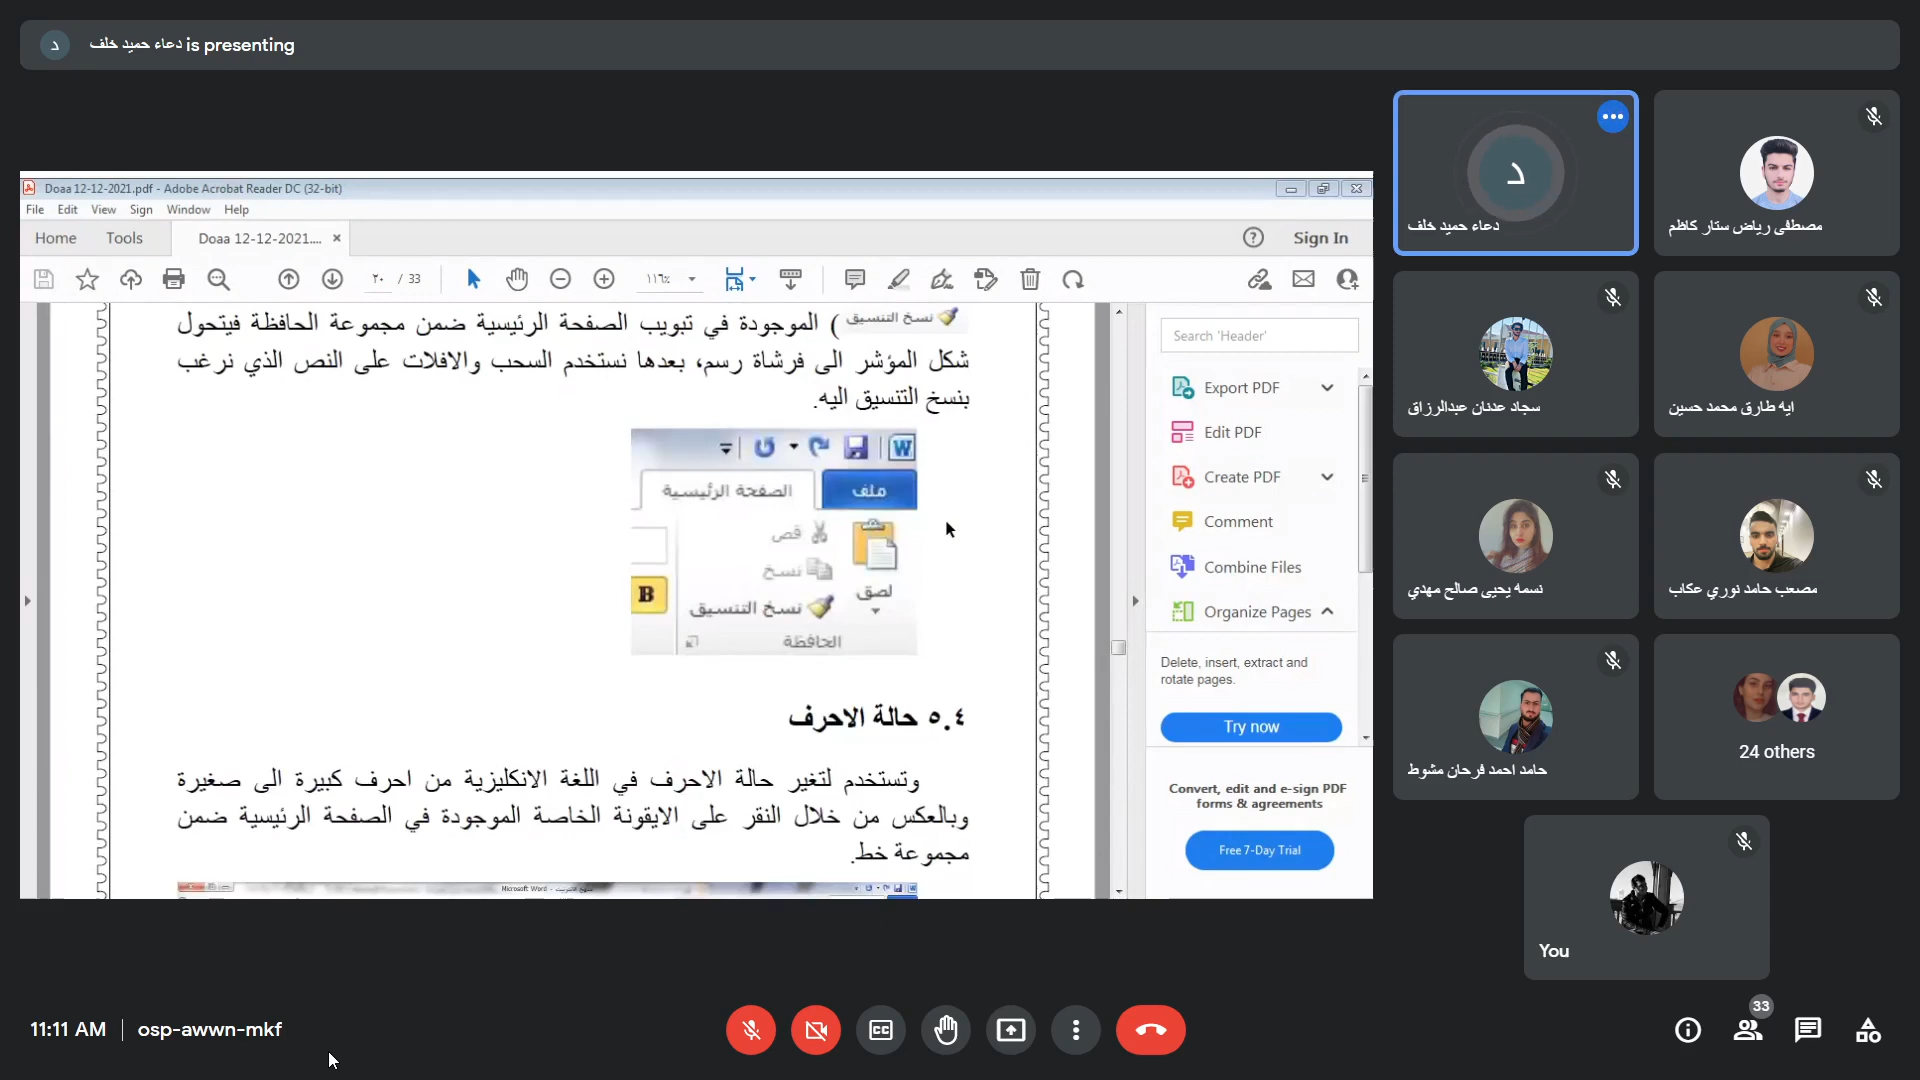 د
دعاء حميد خلف is presenting
Doaa 12-12-2021.pdf - Adobe Acrobat Reader DC (32-bit)
File Edit View Sign Window Help
Home Tools Doaa 12-12-2021.... × Sign In
٢٠ / 33
١١٦٪
نسخ التنسيق ) الموجودة في تبويب الصفحة الرئيسية ضمن مجموعة الحافظة فيتحول
شكل المؤشر الى فرشاة رسم، بعدها نستخدم السحب والافلات على النص الذي نرغب
بنسخ التنسيق اليه.
W
ملف الصفحة الرئيسية
قص
نسخ
لصق
B
نسخ التنسيق
الحافظة
٥.٤ حالة الاحرف
وتستخدم لتغير حالة الاحرف في اللغة الانكليزية من احرف كبيرة الى صغيرة
وبالعكس من خلال النقر على الايقونة الخاصة الموجودة في الصفحة الرئيسية ضمن
مجموعة خط.
Microsoft Word
Search 'Header'
Export PDF
Edit PDF
Create PDF
Comment
Combine Files
Organize Pages
Delete, insert, extract and
rotate pages.
Try now
Convert, edit and e-sign PDF
forms & agreements
Free 7-Day Trial
د
دعاء حميد خلف
مصطفى رياض ستار كاظم
سجاد عدنان عبدالرزاق
ايه طارق محمد حسين
نسمه يحيى صالح مهدي
مصعب حامد نوري عكاب
حامد احمد فرحان مشوط
24 others
You
11:11 AM | osp-awwn-mkf
CC
33